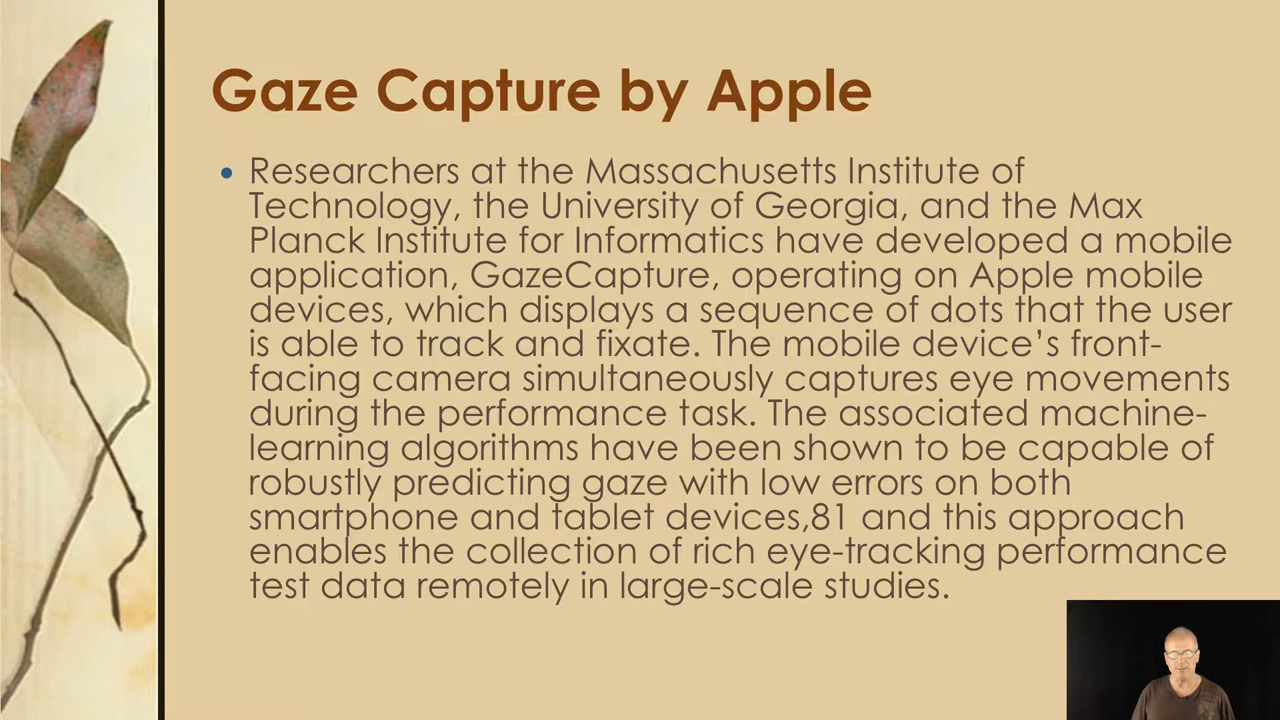 Gaze Capture by Apple
• Researchers at the Massachusetts Institute of
Technology, the University of Georgia, and the Max
Planck Institute for Informatics have developed a mobile
application, GazeCapture, operating on Apple mobile
devices, which displays a sequence of dots that the user
is able to track and fixate. The mobile device’s front-
facing camera simultaneously captures eye movements
during the performance task. The associated machine-
learning algorithms have been shown to be capable of
robustly predicting gaze with low errors on both
smartphone and tablet devices,81 and this approach
enables the collection of rich eye-tracking performance
test data remotely in large-scale studies.